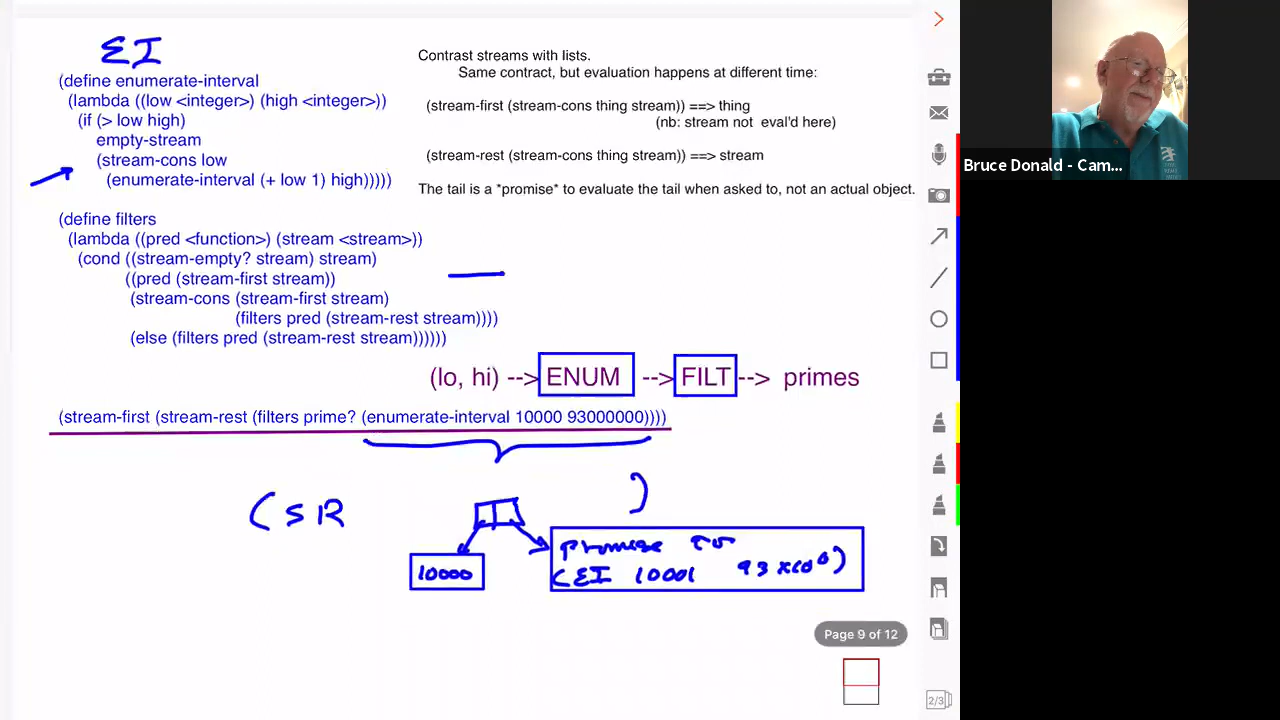 ΣI
(define enumerate-interval
(lambda ((low <integer>) (high <integer>))
(if (> low high)
empty-stream
(stream-cons low
(enumerate-interval (+ low 1) high)))))
(define filters
(lambda ((pred <function>) (stream <stream>))
(cond ((stream-empty? stream) stream)
((pred (stream-first stream))
(stream-cons (stream-first stream)
(filters pred (stream-rest stream))))
(else (filters pred (stream-rest stream))))))
Contrast streams with lists.
Same contract, but evaluation happens at different time:
(stream-first (stream-cons thing stream)) ==> thing
(nb: stream not eval'd here)
(stream-rest (stream-cons thing stream)) ==> stream
The tail is a *promise* to evaluate the tail when asked to, not an actual object.
(lo, hi) --> ENUM --> FILT --> primes
(stream-first (stream-rest (filters prime? (enumerate-interval 10000 93000000))))
(SR )
10000
promise to
(EI 10001 93x10⁶)
Page 9 of 12
2/3
Bruce Donald - Cam...